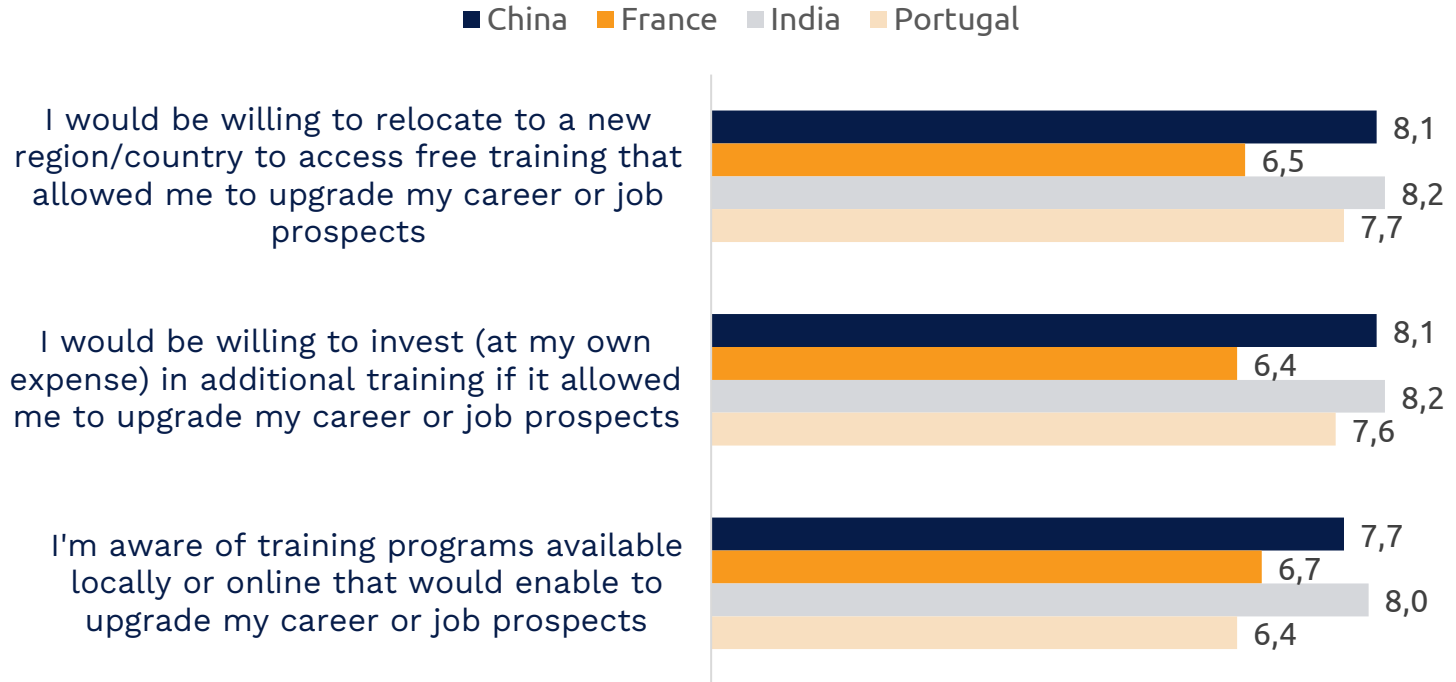 China France India Portugal
I would be willing to relocate to a new
region/country to access free training that
allowed me to upgrade my career or job
prospects
8,1
6,5
8,2
7,7
I would be willing to invest (at my own
expense) in additional training if it allowed
me to upgrade my career or job prospects
8,1
6,4
8,2
7,6
I'm aware of training programs available
locally or online that would enable to
upgrade my career or job prospects
7,7
6,7
8,0
6,4